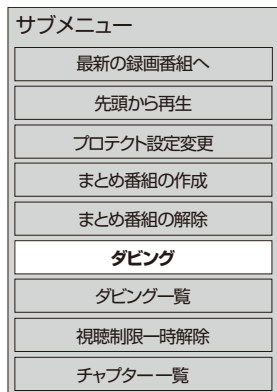 サブメニュー
最新の録画番組へ
先頭から再生
プロテクト設定変更
まとめ番組の作成
まとめ番組の解除
ダビング
ダビング一覧
視聴制限一時解除
チャプター一覧